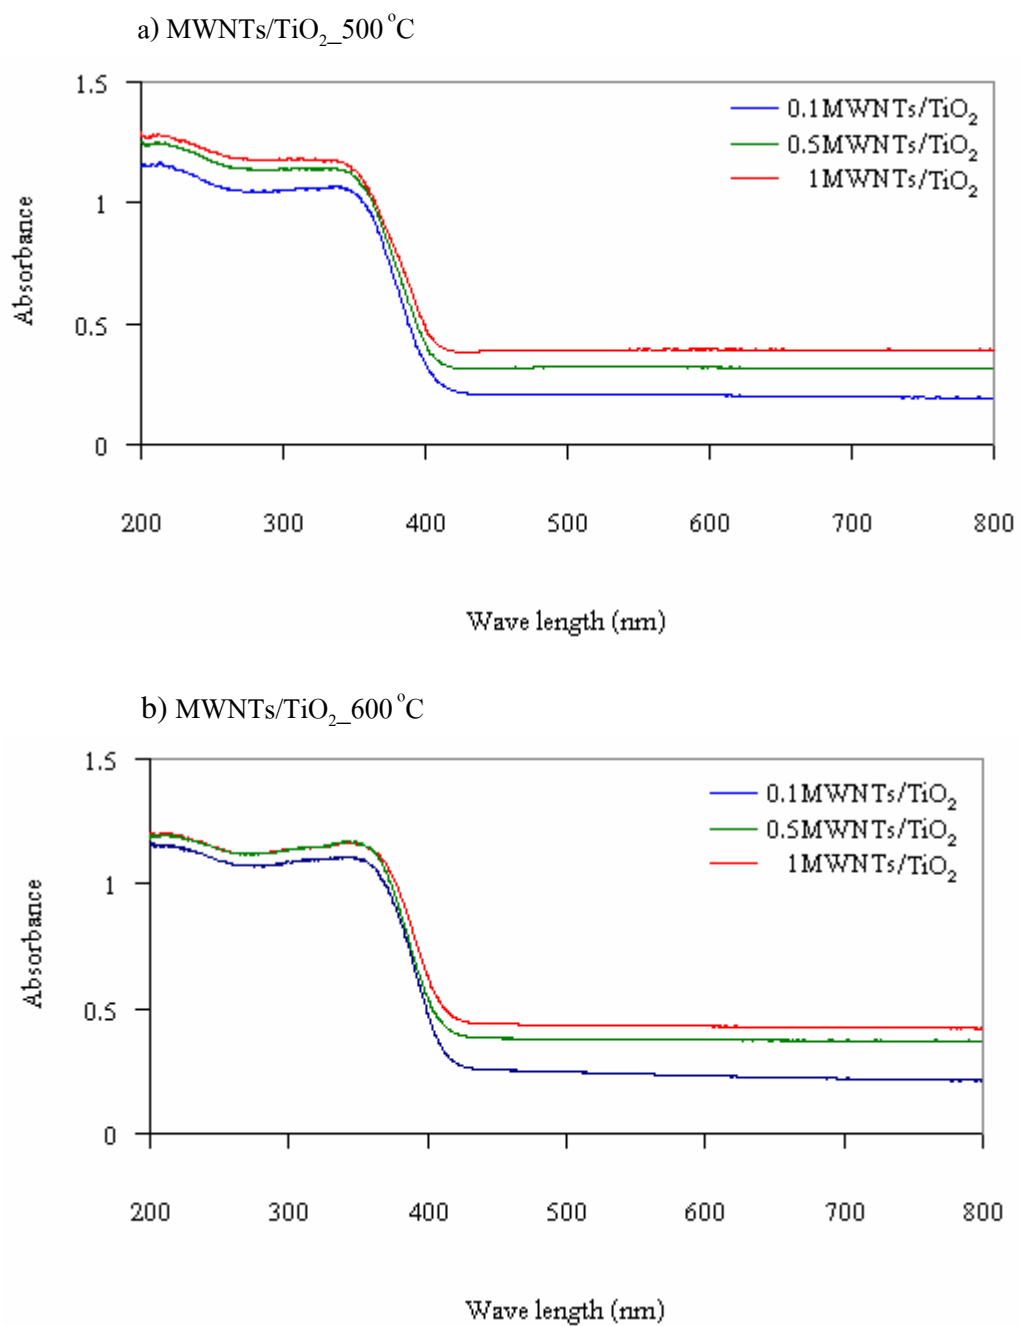 a) MWNTs/TiO₂_500 °C
1.5
1
0.5
0
Absorbance
0.1MWNTs/TiO₂
0.5MWNTs/TiO₂
1MWNTs/TiO₂
200 300 400 500 600 700 800
Wave length (nm)
b) MWNTs/TiO₂_600 °C
1.5
1
0.5
0
Absorbance
0.1MWNTs/TiO₂
0.5MWNTs/TiO₂
1MWNTs/TiO₂
200 300 400 500 600 700 800
Wave length (nm)